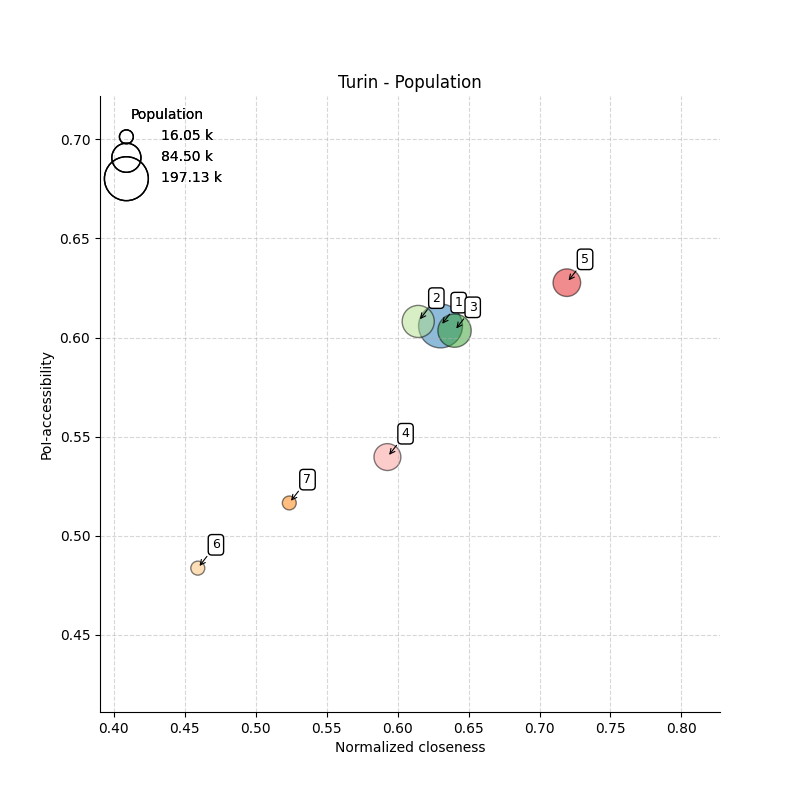 Turin - Population
Population
16.05 k
84.50 k
197.13 k
0.70
0.65
0.60
0.55
0.50
0.45
PoI-accessibility
5
2
1
3
4
7
6
0.40 0.45 0.50 0.55 0.60 0.65 0.70 0.75 0.80
Normalized closeness